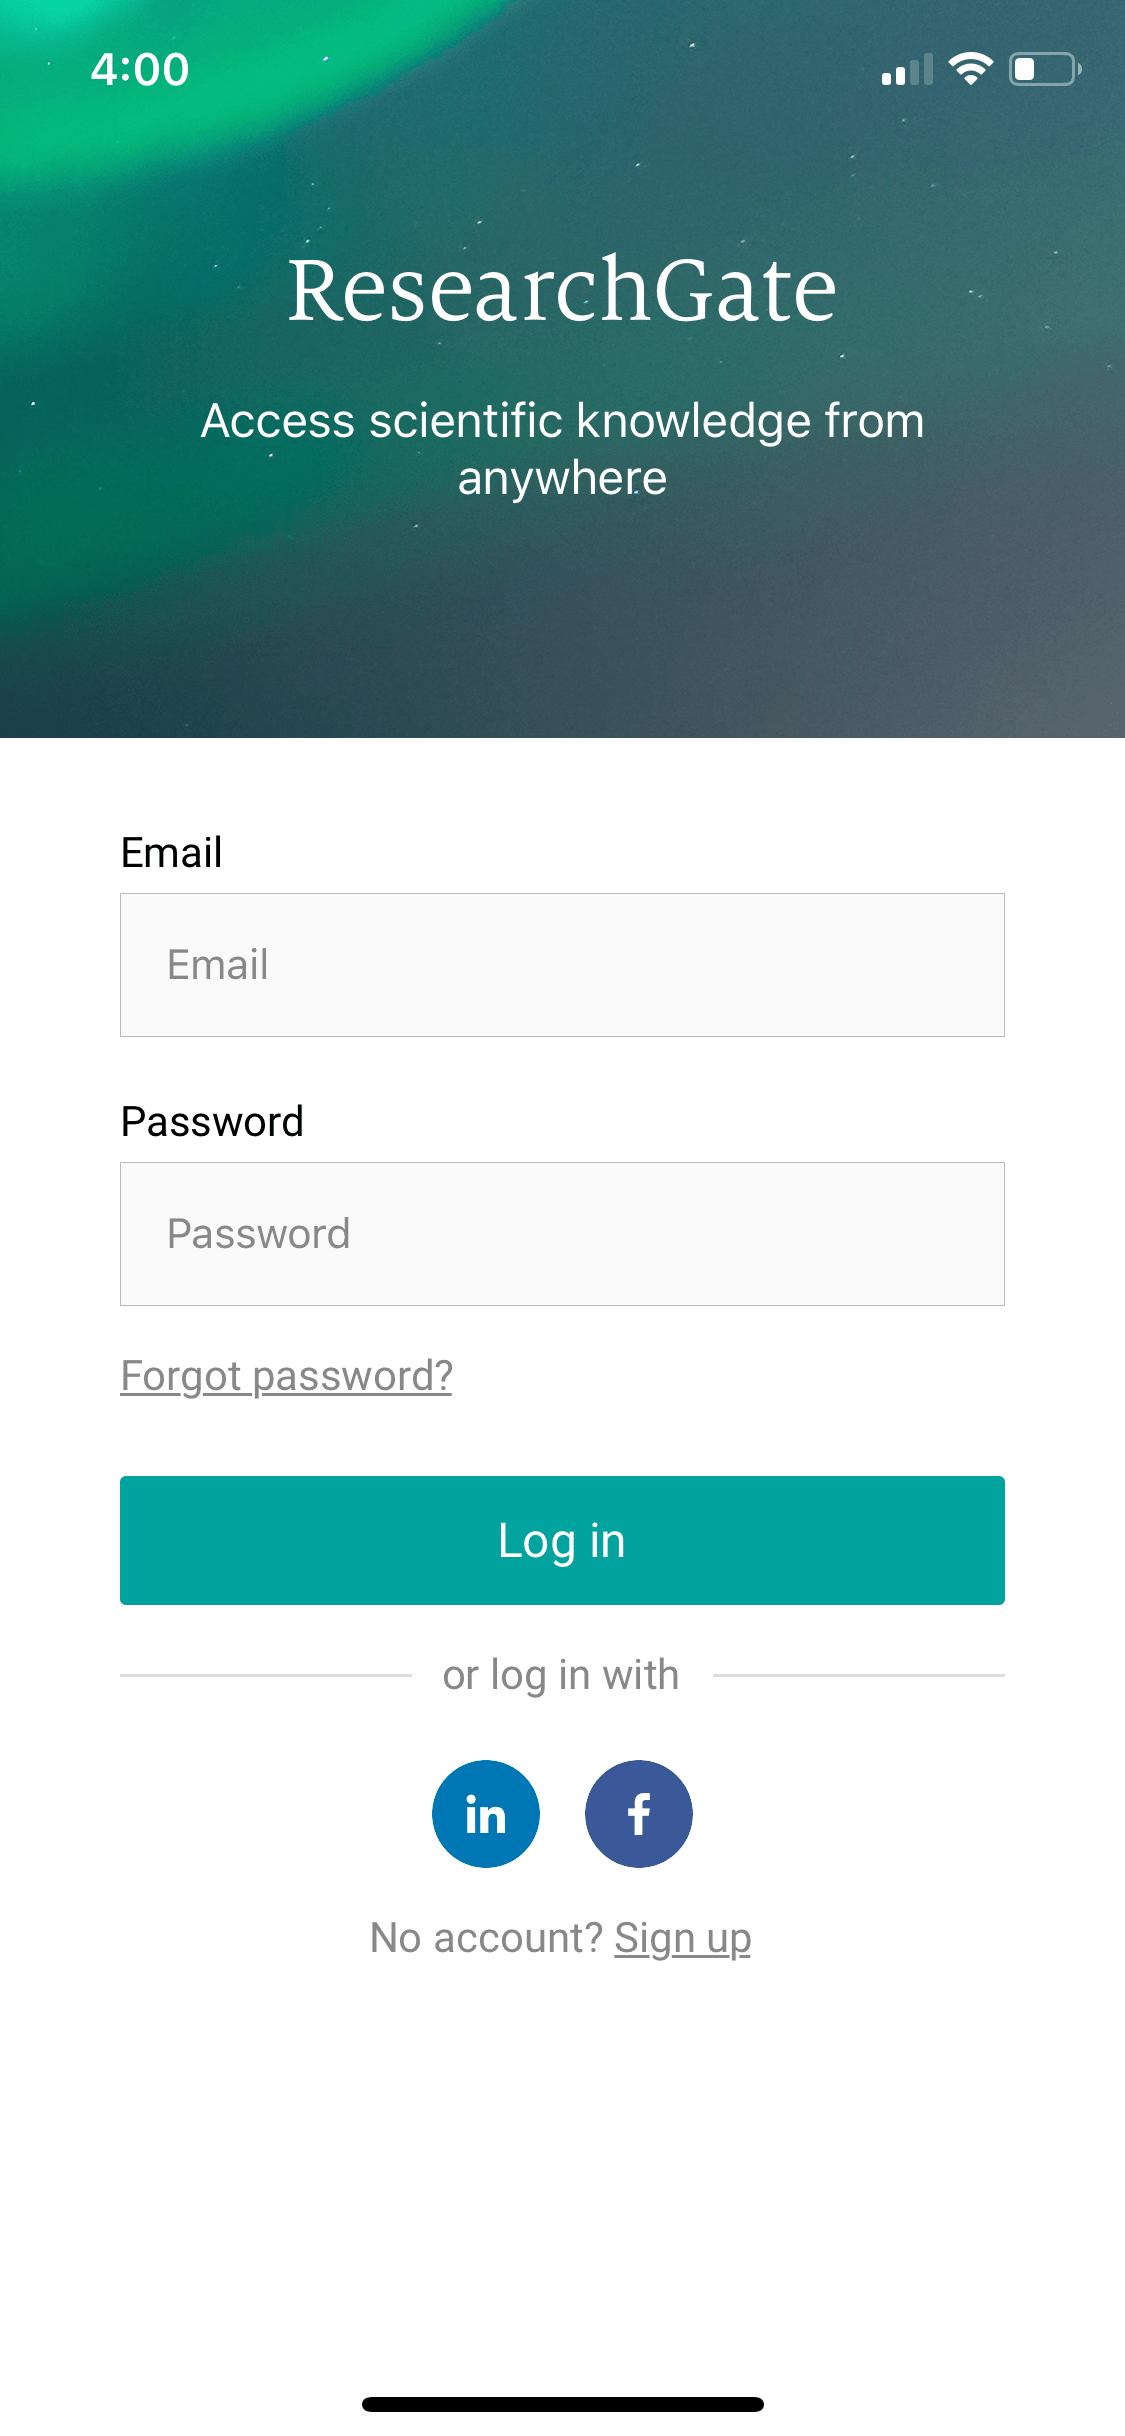 4:00
ResearchGate
Access scientific knowledge from
anywhere
Email
Email
Password
Password
Forgot password?
Log in
or log in with
in f
No account? Sign up